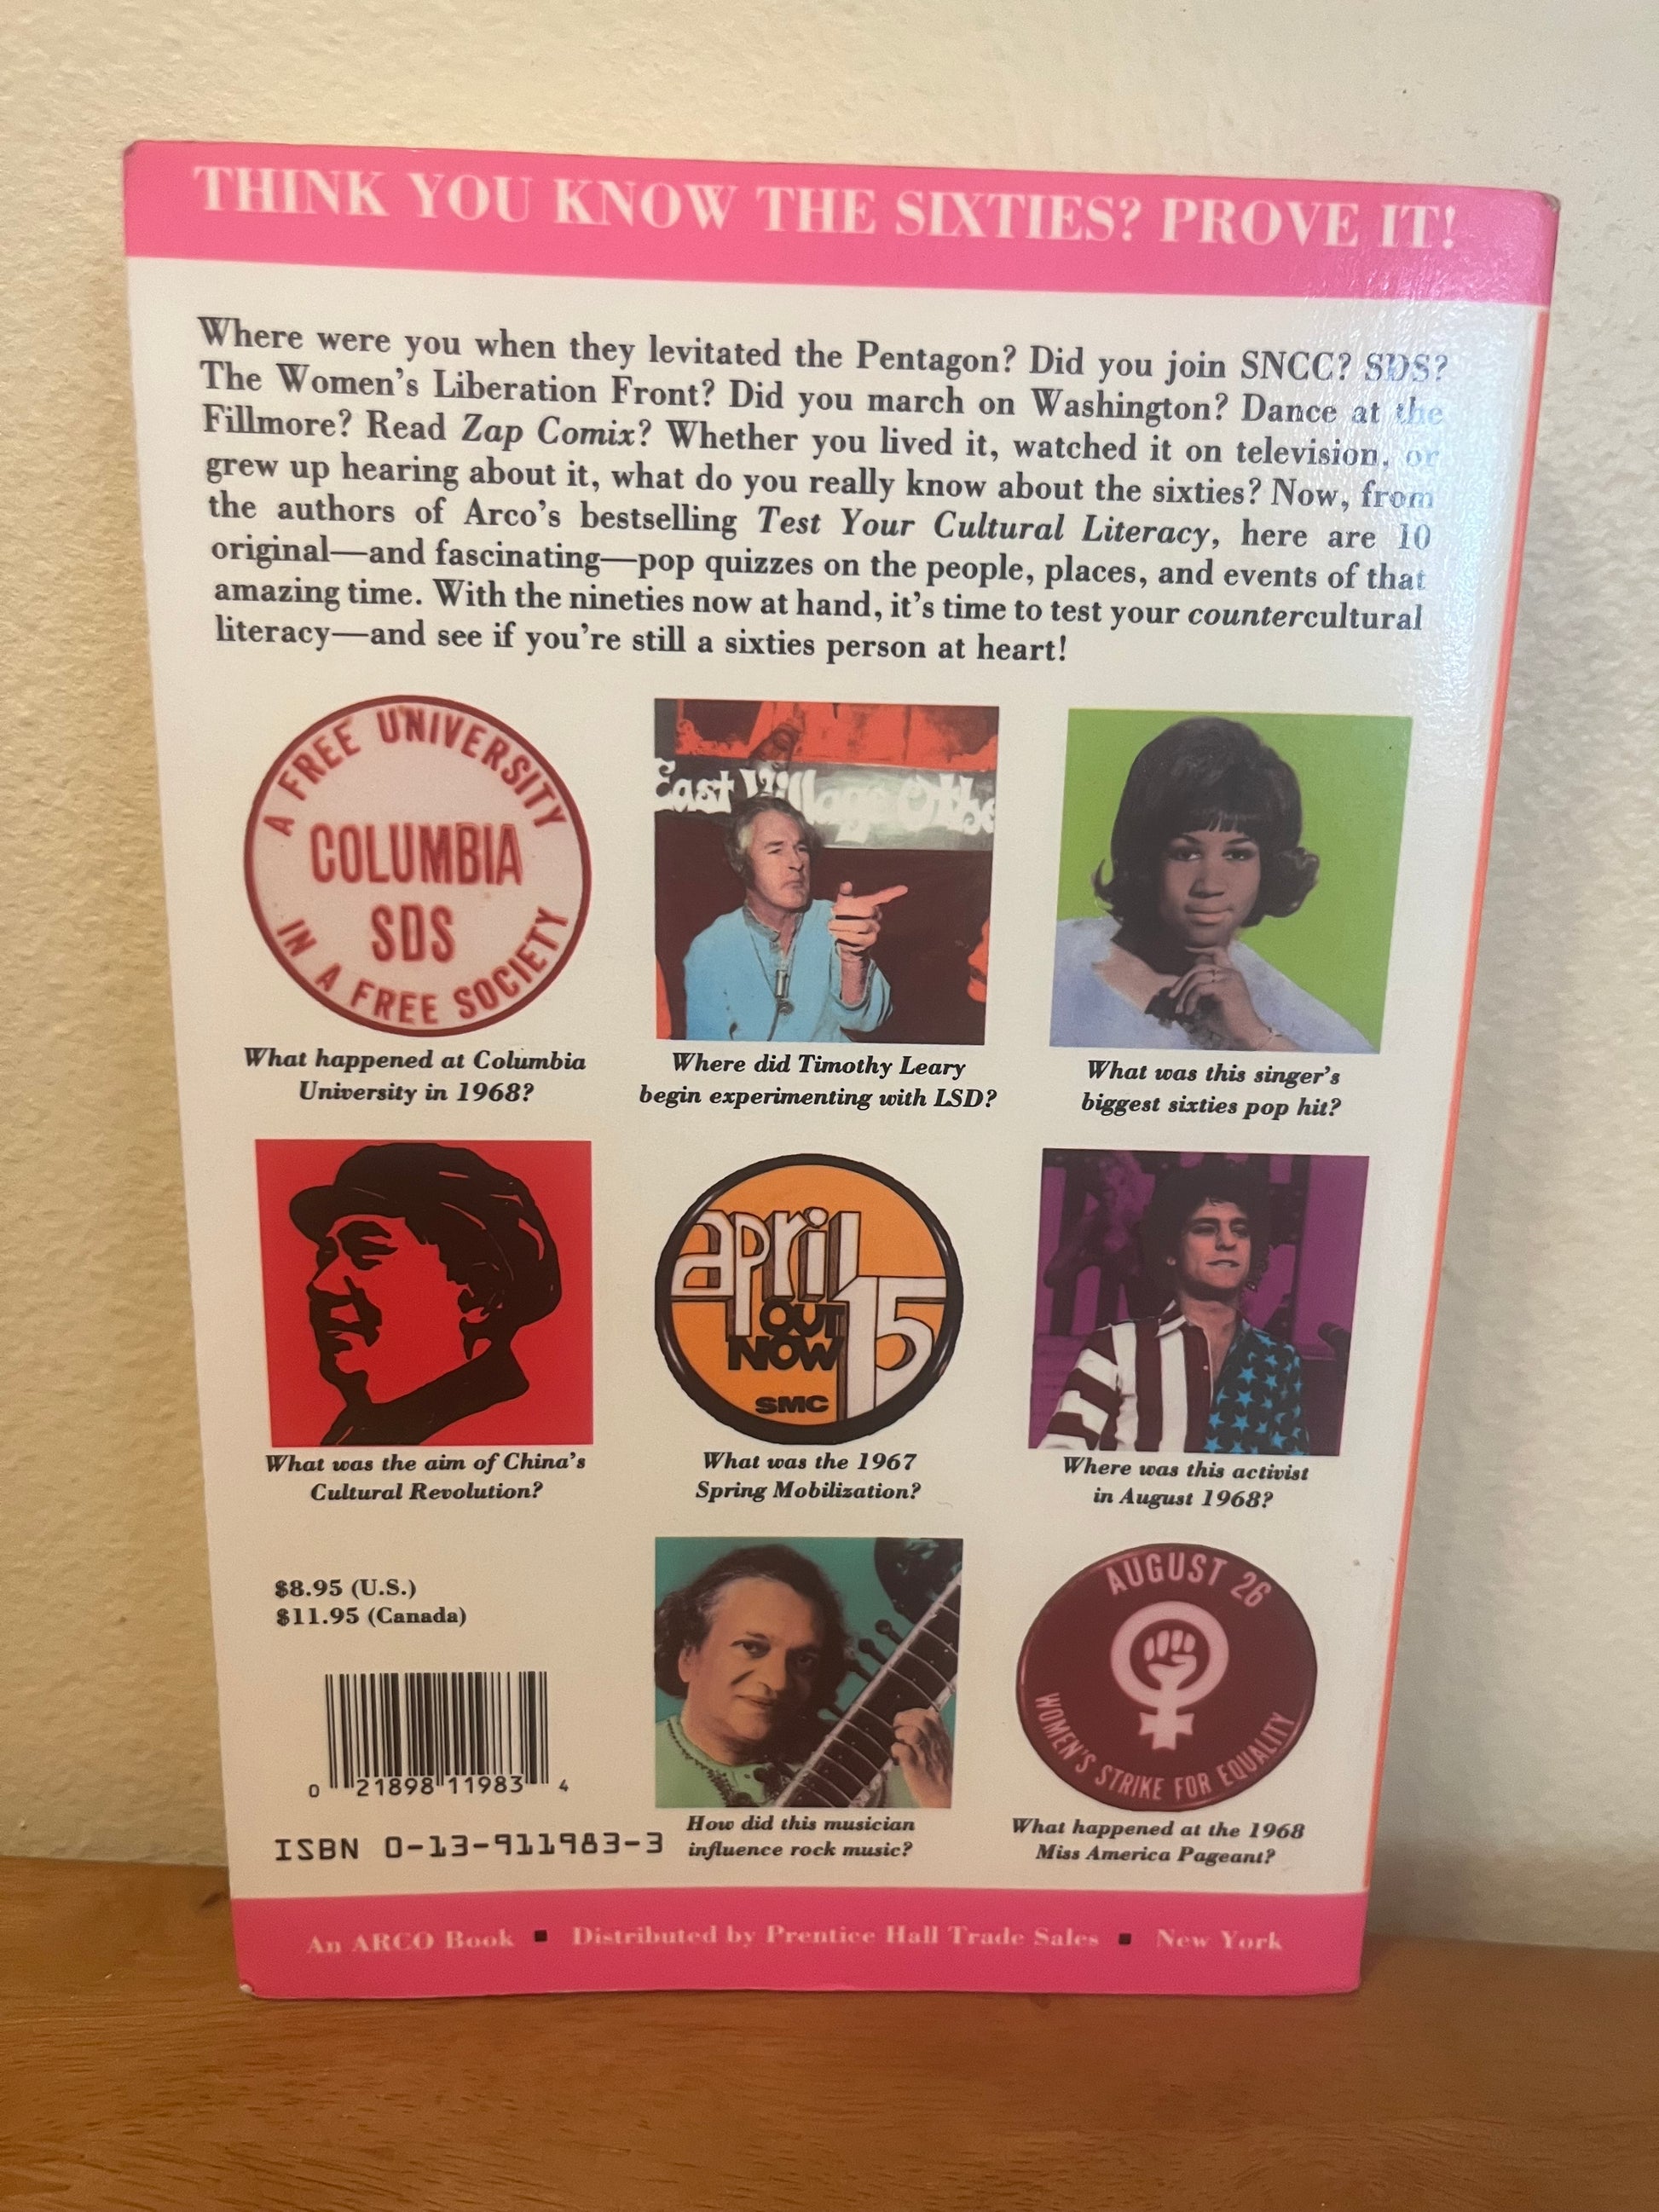 THINK YOU KNOW THE SIXTIES? PROVE IT!
Where were you when they levitated the Pentagon? Did you join SNCC? SDS?
The Women's Liberation Front? Did you march on Washington? Dance at the
Fillmore? Read Zap Comix? Whether you lived it, watched it on television, or
grew up hearing about it, what do you really know about the sixties? Now, from
the authors of Arco's bestselling Test Your Cultural Literacy, here are 10
original—and fascinating—pop quizzes on the people, places, and events of that
amazing time. With the nineties now at hand, it's time to test your countercultural
literacy—and see if you're still a sixties person at heart!
A FREE UNIVERSITY
COLUMBIA
SDS
IN A FREE SOCIETY
What happened at Columbia
University in 1968?
East Village Othe
Where did Timothy Leary
begin experimenting with LSD?
What was this singer's
biggest sixties pop hit?
What was the aim of China's
Cultural Revolution?
april
15
OUT
NOW
SMC
What was the 1967
Spring Mobilization?
Where was this activist
in August 1968?
$8.95 (U.S.)
$11.95 (Canada)
0 21898 11983 4
ISBN 0-13-911983-3
How did this musician
influence rock music?
AUGUST 26
WOMEN'S STRIKE FOR EQUALITY
What happened at the 1968
Miss America Pageant?
An ARCO Book ■ Distributed by Prentice Hall Trade Sales ■ New York